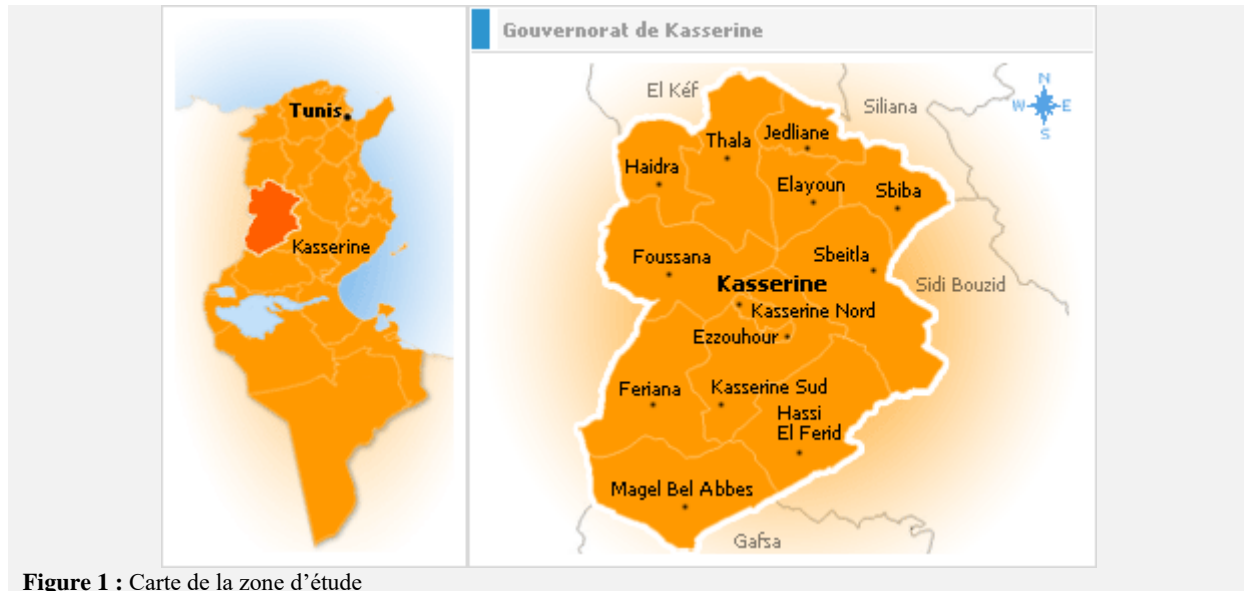 Gouvernorat de Kasserine
Tunis
Kasserine
El Kéf
Siliana
N
W
E
S
Thala
Jedliane
Haidra
Elayoun
Sbiba
Foussana
Sbeitla
Kasserine
Sidi Bouzid
Kasserine Nord
Ezzouhour
Feriana
Kasserine Sud
Hassi
El Ferid
Magel Bel Abbes
Gafsa
Figure 1 : Carte de la zone d’étude